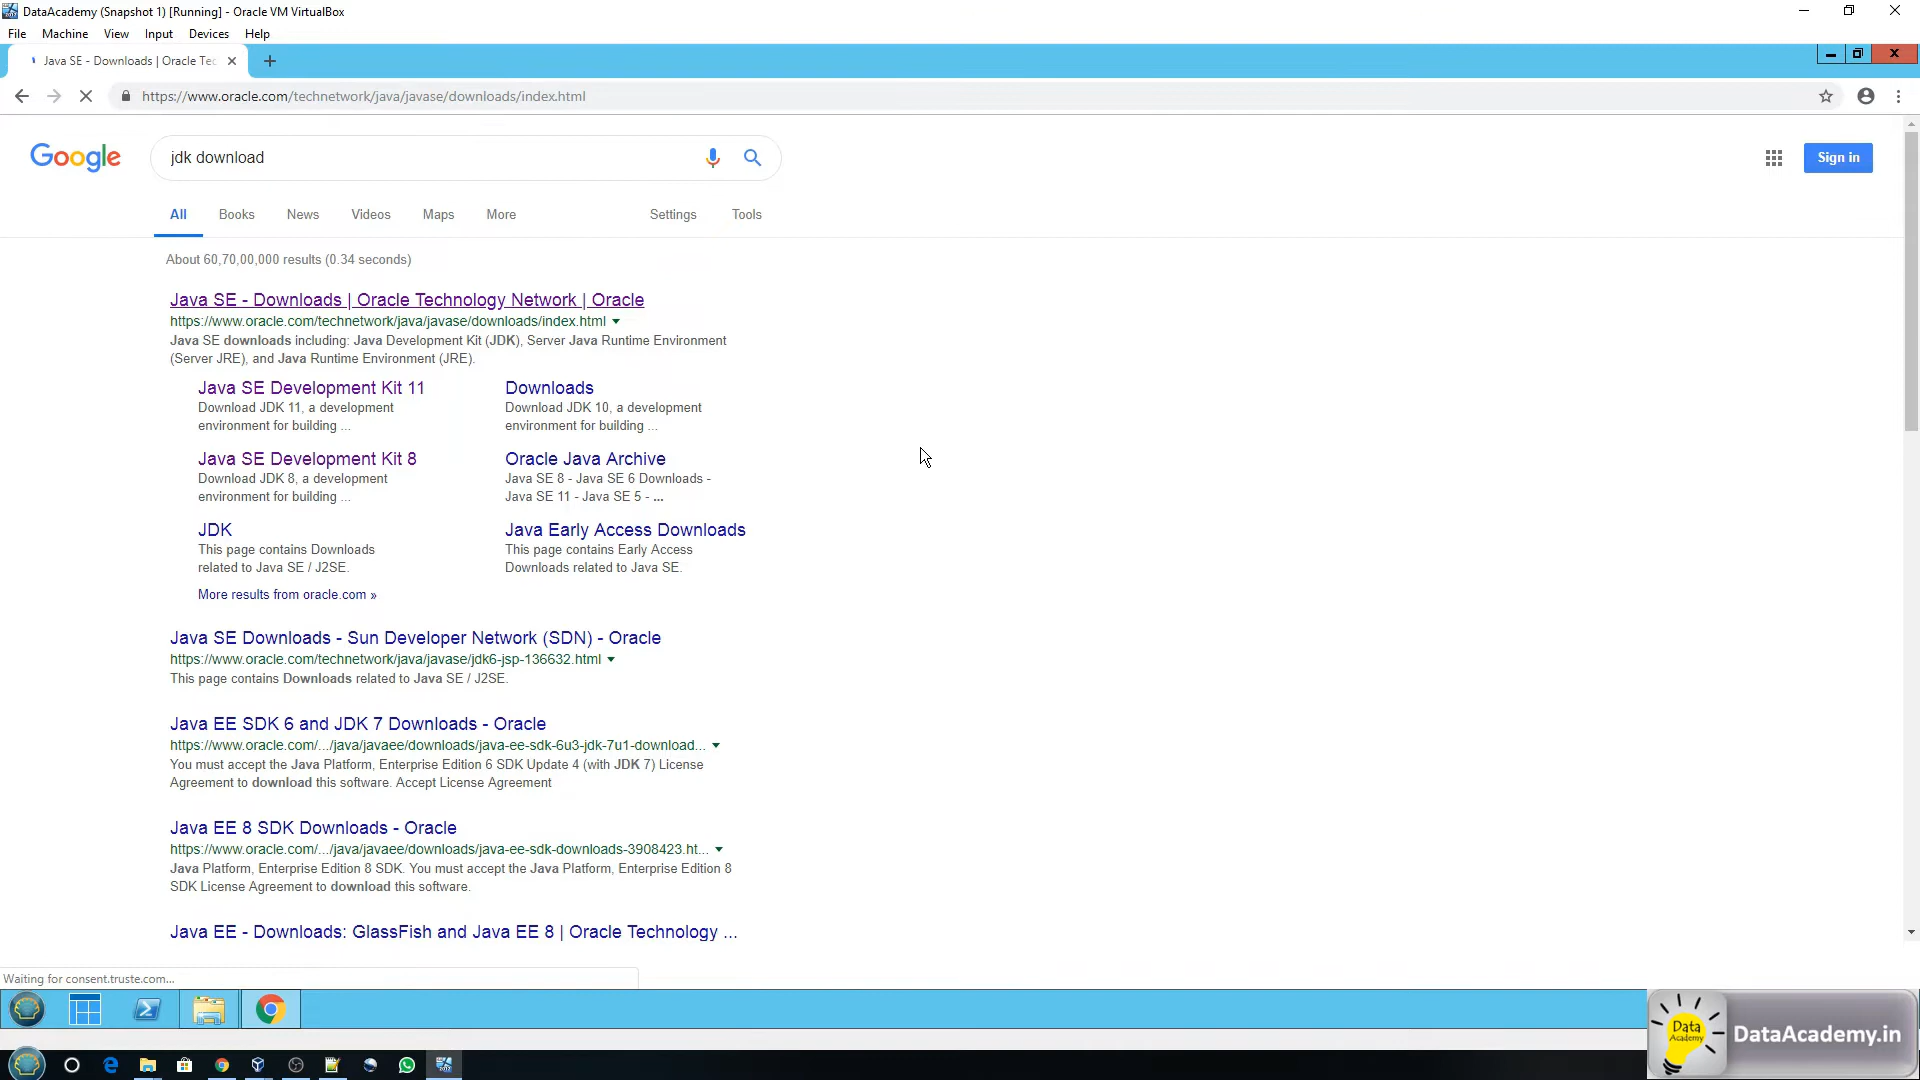 DataAcademy (Snapshot 1) [Running] - Oracle VM VirtualBox
File Machine View Input Devices Help
Java SE - Downloads | Oracle Tec
https://www.oracle.com/technetwork/java/javase/downloads/index.html
Google
jdk download
Sign in
All Books News Videos Maps More Settings Tools
About 60,70,00,000 results (0.34 seconds)
Java SE - Downloads | Oracle Technology Network | Oracle
https://www.oracle.com/technetwork/java/javase/downloads/index.html
Java SE downloads including: Java Development Kit (JDK), Server Java Runtime Environment
(Server JRE), and Java Runtime Environment (JRE).
Java SE Development Kit 11
Download JDK 11, a development
environment for building ...
Downloads
Download JDK 10, a development
environment for building ...
Java SE Development Kit 8
Download JDK 8, a development
environment for building ...
Oracle Java Archive
Java SE 8 - Java SE 6 Downloads -
Java SE 11 - Java SE 5 - ...
JDK
This page contains Downloads
related to Java SE / J2SE.
Java Early Access Downloads
This page contains Early Access
Downloads related to Java SE.
More results from oracle.com »
Java SE Downloads - Sun Developer Network (SDN) - Oracle
https://www.oracle.com/technetwork/java/javase/jdk6-jsp-136632.html
This page contains Downloads related to Java SE / J2SE.
Java EE SDK 6 and JDK 7 Downloads - Oracle
https://www.oracle.com/.../java/javaee/downloads/java-ee-sdk-6u3-jdk-7u1-download...
You must accept the Java Platform, Enterprise Edition 6 SDK Update 4 (with JDK 7) License
Agreement to download this software. Accept License Agreement
Java EE 8 SDK Downloads - Oracle
https://www.oracle.com/.../java/javaee/downloads/java-ee-sdk-downloads-3908423.ht...
Java Platform, Enterprise Edition 8 SDK. You must accept the Java Platform, Enterprise Edition 8
SDK License Agreement to download this software.
Java EE - Downloads: GlassFish and Java EE 8 | Oracle Technology ...
Waiting for consent.truste.com...
Data
Academy
DataAcademy.in